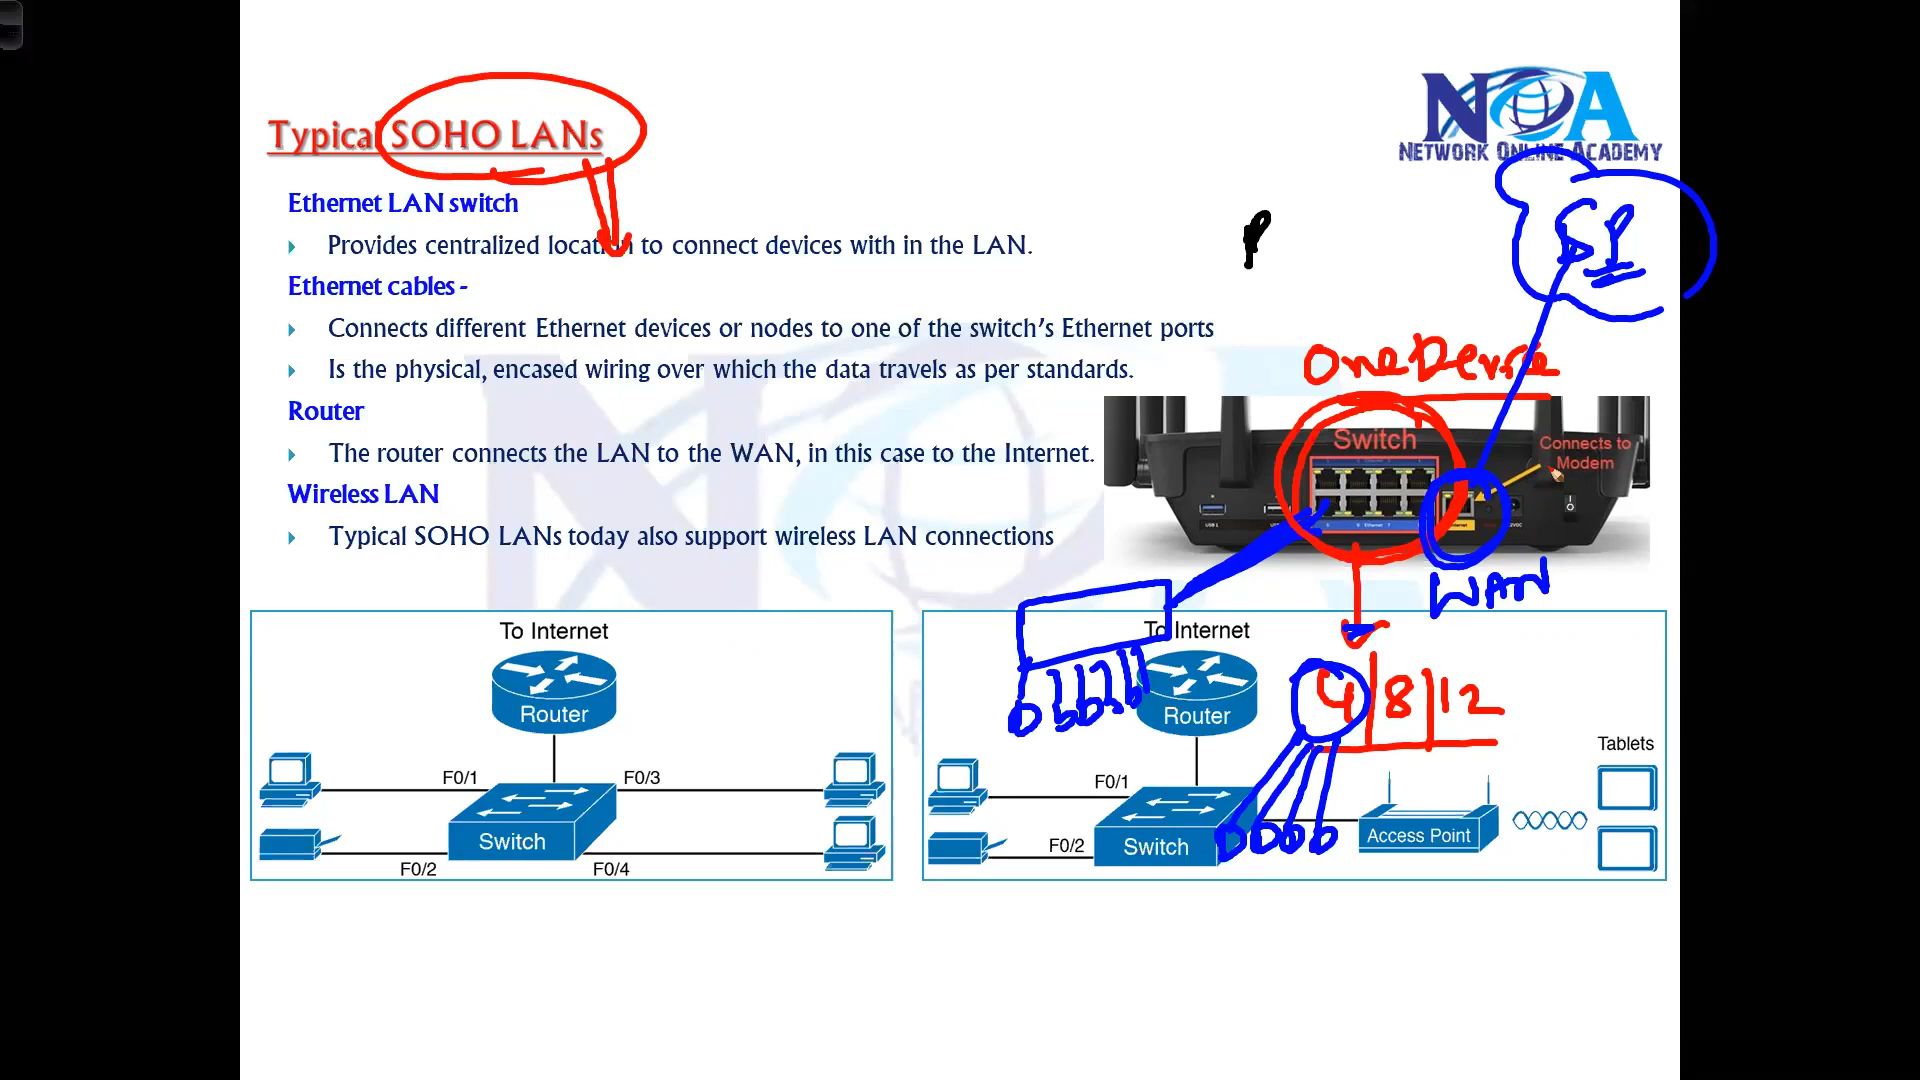 Typical SOHO LANs
NOA
NETWORK ONLINE ACADEMY
Ethernet LAN switch
Provides centralized location to connect devices with in the LAN.
SP
Ethernet cables -
Connects different Ethernet devices or nodes to one of the switch's Ethernet ports
Is the physical, encased wiring over which the data travels as per standards.
One Device
Router
The router connects the LAN to the WAN, in this case to the Internet.
Switch
Connects to
Modem
Wireless LAN
Typical SOHO LANs today also support wireless LAN connections
USB 1
Ethernet
WAN
To Internet
Router
F0/1
F0/3
Switch
F0/2
F0/4
To Internet
Router
4 8 12
Tablets
F0/1
Switch
F0/2
Access Point